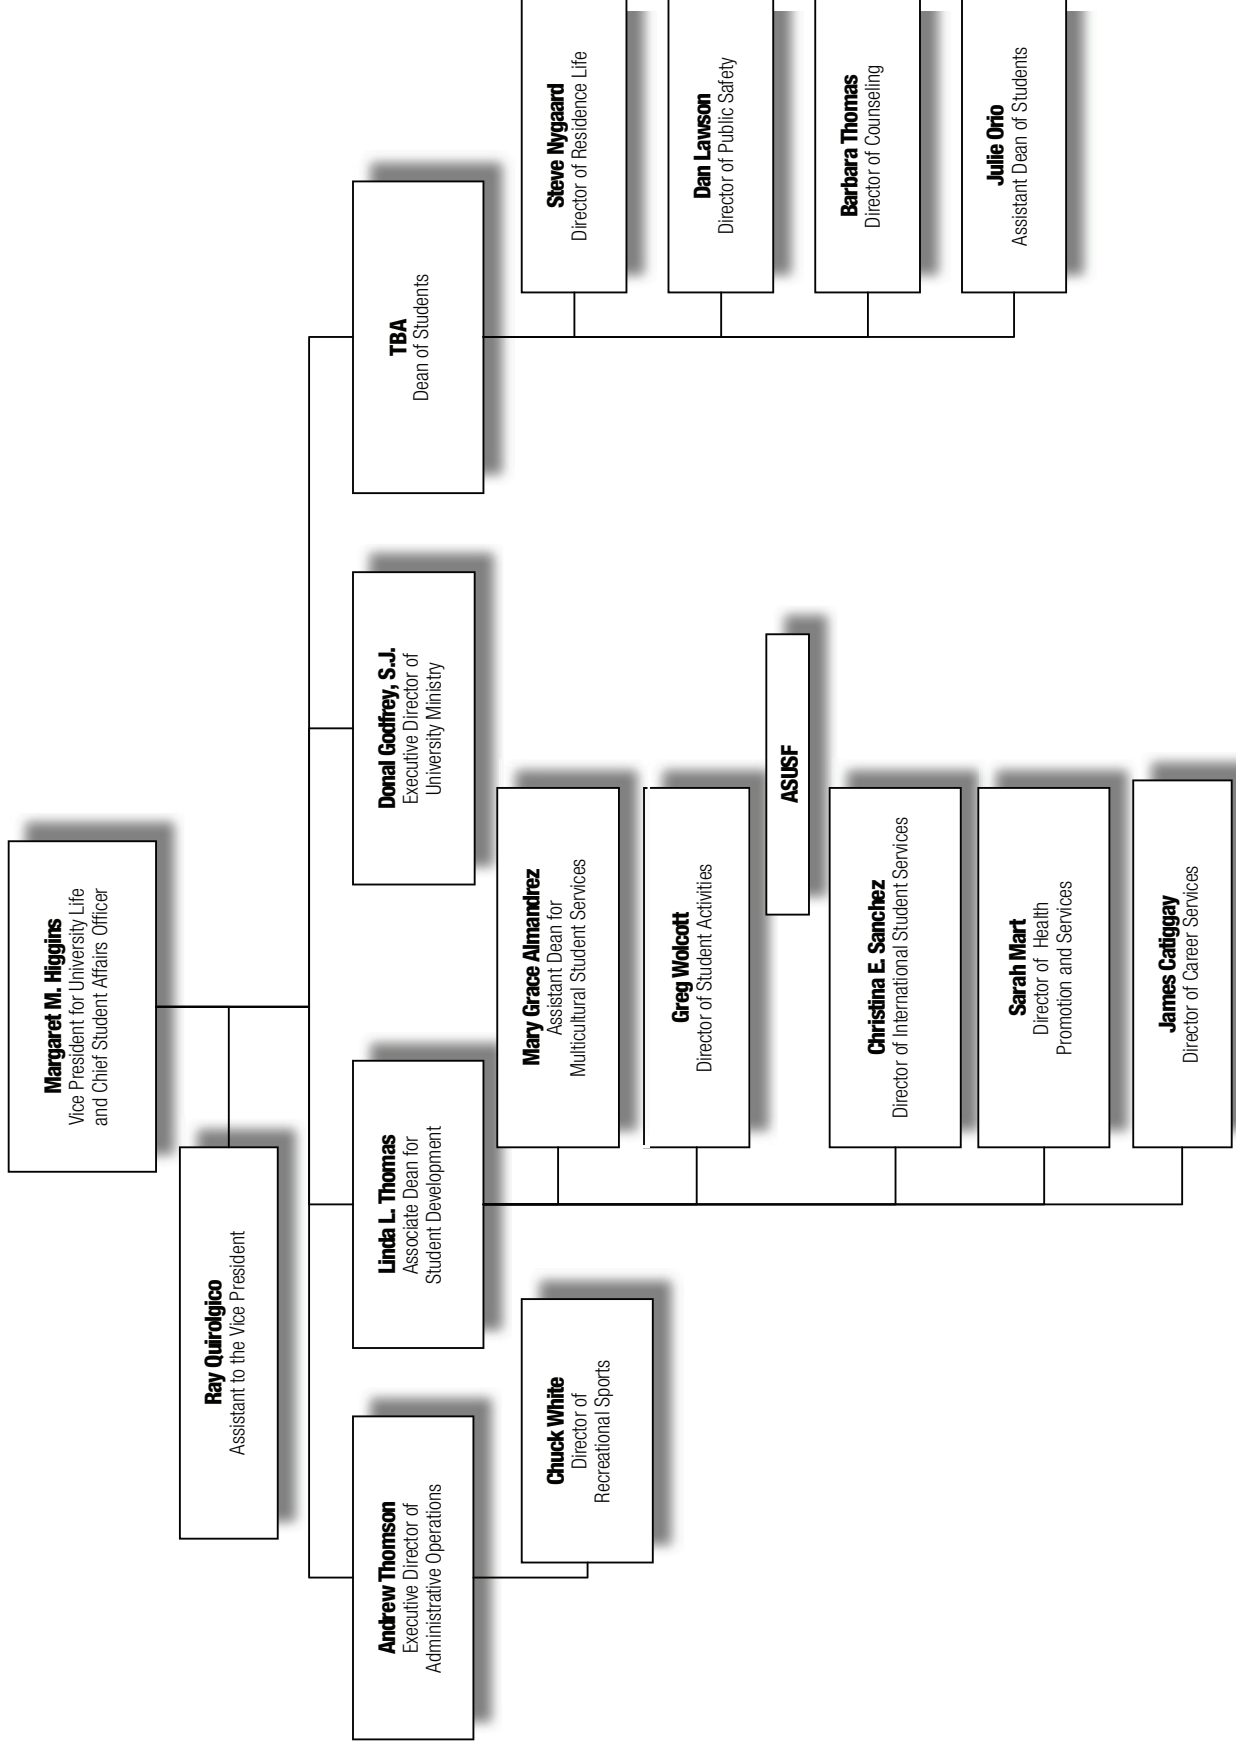 Margaret M. Higgins
Vice President for University Life
and Chief Student Affairs Officer
Ray Quirolgico
Assistant to the Vice President
Andrew Thomson
Executive Director of
Administrative Operations
Chuck White
Director of
Recreational Sports
Linda L. Thomas
Associate Dean for
Student Development
Mary Grace Almandrez
Assistant Dean for
Multicultural Student Services
Greg Wolcott
Director of Student Activities
ASUSF
Christina E. Sanchez
Director of International Student Services
Sarah Mart
Director of Health
Promotion and Services
James Catiggay
Director of Career Services
Donal Godfrey, S.J.
Executive Director of
University Ministry
TBA
Dean of Students
Steve Nygaard
Director of Residence Life
Dan Lawson
Director of Public Safety
Barbara Thomas
Director of Counseling
Julie Orio
Assistant Dean of Students